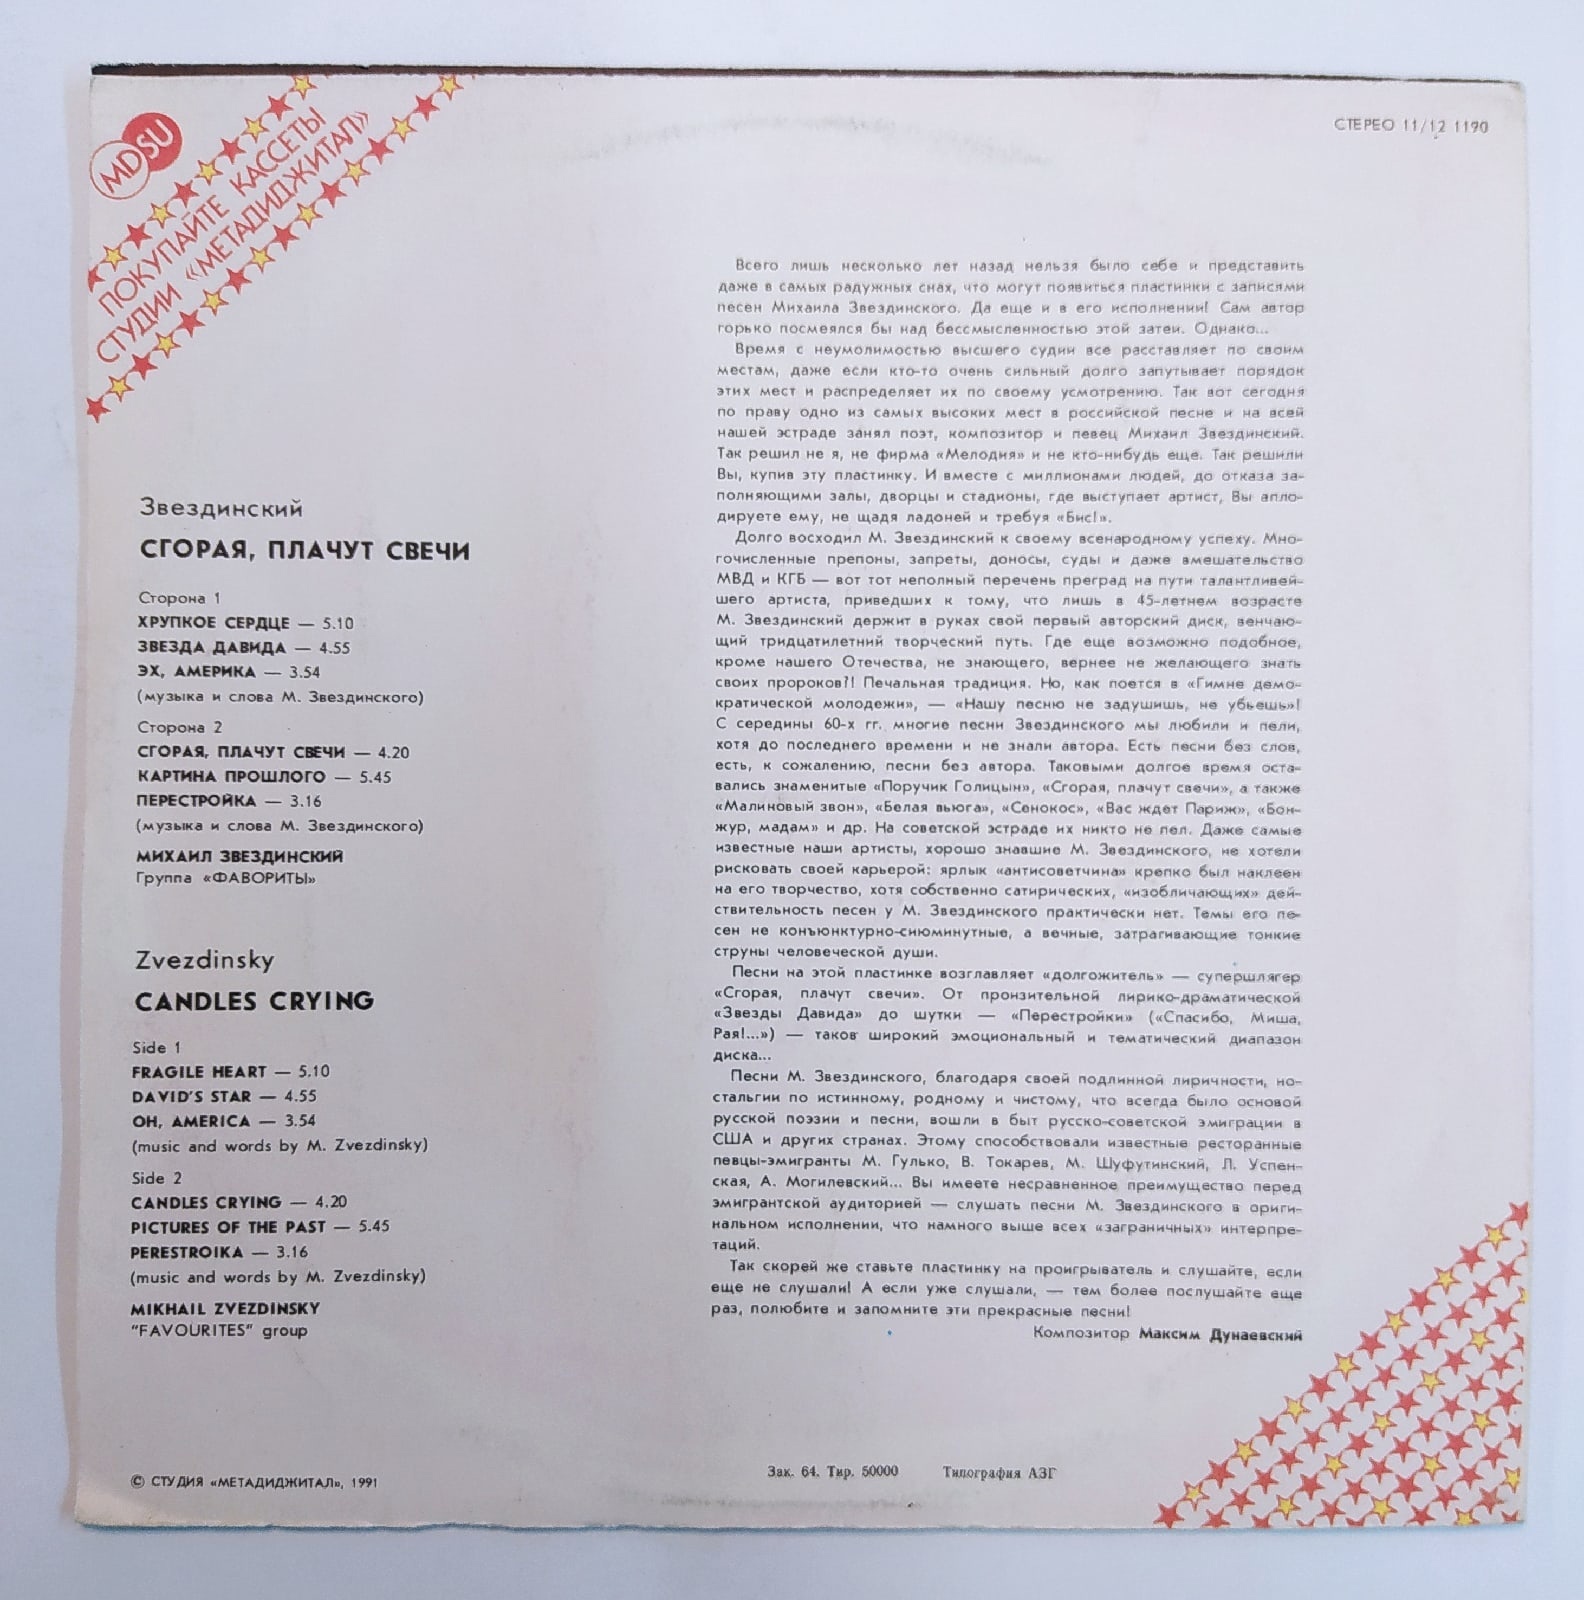 MDSU
ПОКУПАЙТЕ КАССЕТЫ
СТУДИИ «МЕТАДИДЖИТАЛ»
СТЕРЕО 11/12 1190
Звездинский
СГОРАЯ, ПЛАЧУТ СВЕЧИ
Сторона 1
ХРУПКОЕ СЕРДЦЕ — 5.10
ЗВЕЗДА ДАВИДА — 4.55
ЭХ, АМЕРИКА — 3.54
(музыка и слова М. Звездинского)
Сторона 2
СГОРАЯ, ПЛАЧУТ СВЕЧИ — 4.20
КАРТИНА ПРОШЛОГО — 5.45
ПЕРЕСТРОЙКА — 3.16
(музыка и слова М. Звездинского)
МИХАИЛ ЗВЕЗДИНСКИЙ
Группа «ФАВОРИТЫ»
Zvezdinsky
CANDLES CRYING
Side 1
FRAGILE HEART — 5.10
DAVID'S STAR — 4.55
OH, AMERICA — 3.54
(music and words by M. Zvezdinsky)
Side 2
CANDLES CRYING — 4.20
PICTURES OF THE PAST — 5.45
PERESTROIKA — 3.16
(music and words by M. Zvezdinsky)
MIKHAIL ZVEZDINSKY
"FAVOURITES" group
© СТУДИЯ «МЕТАДИДЖИТАЛ», 1991
Всего лишь несколько лет назад нельзя было себе и представить
даже в самых радужных снах, что могут появиться пластинки с записями
песен Михаила Звездинского. Да еще и в его исполнении! Сам автор
горько посмеялся бы над бессмысленностью этой затеи. Однако...
Время с неумолимостью высшего судии все расставляет по своим
местам, даже если кто-то очень сильный долго запутывает порядок
этих мест и распределяет их по своему усмотрению. Так вот сегодня
по праву одно из самых высоких мест в российской песне и на всей
нашей эстраде занял поэт, композитор и певец Михаил Звездинский.
Так решил не я, не фирма «Мелодия» и не кто-нибудь еще. Так решили
Вы, купив эту пластинку. И вместе с миллионами людей, до отказа за-
полняющими залы, дворцы и стадионы, где выступает артист, Вы апло-
дируете ему, не щадя ладоней и требуя «Бис!».
Долго восходил М. Звездинский к своему всенародному успеху. Мно-
гочисленные препоны, запреты, доносы, суды и даже вмешательство
МВД и КГБ — вот тот неполный перечень преград на пути талантливей-
шего артиста, приведших к тому, что лишь в 45-летнем возрасте
М. Звездинский держит в руках свой первый авторский диск, венчаю-
щий тридцатилетний творческий путь. Где еще возможно подобное,
кроме нашего Отечества, не знающего, вернее не желающего знать
своих пророков?! Печальная традиция. Но, как поется в «Гимне демо-
кратической молодежи», — «Нашу песню не задушишь, не убьешь»!
С середины 60-х гг. многие песни Звездинского мы любили и пели,
хотя до последнего времени и не знали автора. Есть песни без слов,
есть, к сожалению, песни без автора. Таковыми долгое время оста-
вались знаменитые «Поручик Голицын», «Сгорая, плачут свечи», а также
«Малиновый звон», «Белая вьюга», «Сенокос», «Вас ждет Париж», «Бон-
жур, мадам» и др. На советской эстраде их никто не пел. Даже самые
известные наши артисты, хорошо знавшие М. Звездинского, не хотели
рисковать своей карьерой: ярлык «антисоветчина» крепко был наклеен
на его творчество, хотя собственно сатирических, «изобличающих» дей-
ствительность песен у М. Звездинского практически нет. Темы его пе-
сен не конъюнктурно-сиюминутные, а вечные, затрагивающие тонкие
струны человеческой души.
Песни на этой пластинке возглавляет «долгожитель» — супершлягер
«Сгорая, плачут свечи». От пронзительной лирико-драматической
«Звезды Давида» до шутки — «Перестройки» («Спасибо, Миша,
Рая!...») — таков широкий эмоциональный и тематический диапазон
диска...
Песни М. Звездинского, благодаря своей подлинной лиричности, но-
стальгии по истинному, родному и чистому, что всегда было основой
русской поэзии и песни, вошли в быт русско-советской эмиграции в
США и других странах. Этому способствовали известные ресторанные
певцы-эмигранты М. Гулько, В. Токарев, М. Шуфутинский, Л. Успен-
ская, А. Могилевский... Вы имеете несравненное преимущество перед
эмигрантской аудиторией — слушать песни М. Звездинского в ориги-
нальном исполнении, что намного выше всех «заграничных» интерпре-
таций.
Так скорей же ставьте пластинку на проигрыватель и слушайте, если
еще не слушали! А если уже слушали, — тем более послушайте еще
раз, полюбите и запомните эти прекрасные песни!
Композитор Максим Дунаевский
Зак. 64. Тир. 50000 Типография АЗГ